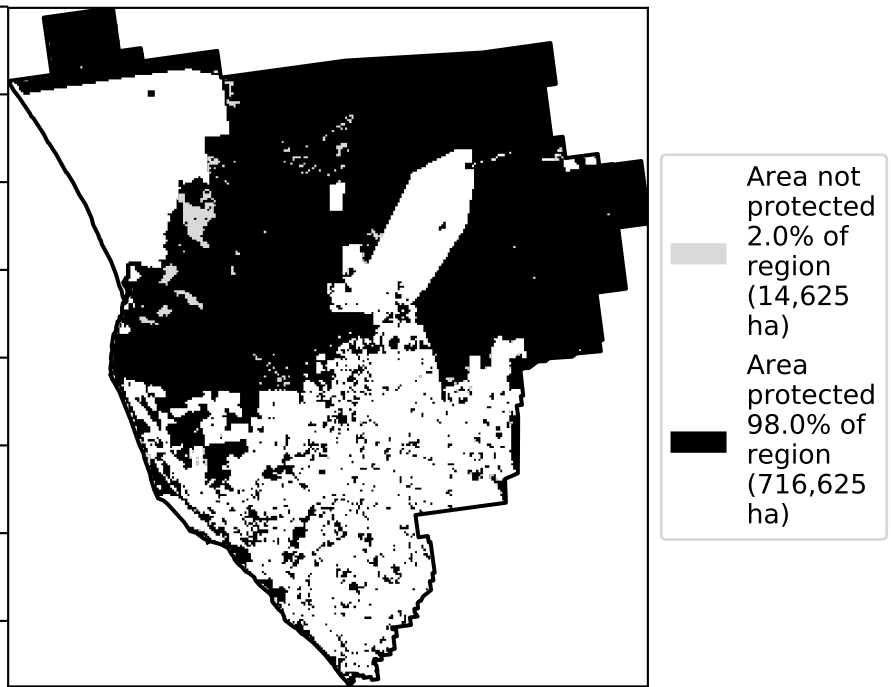 Area not
protected
2.0% of
region
(14,625
ha)
Area
protected
98.0% of
region
(716,625
ha)